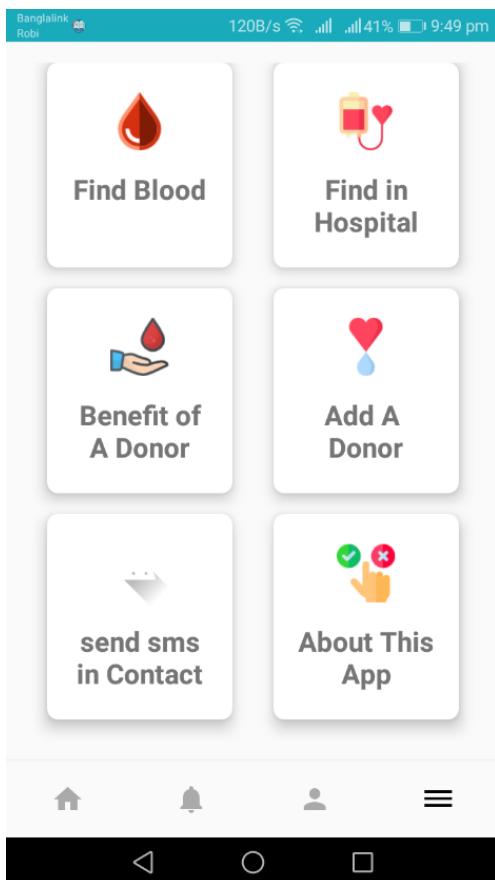 Banglalink
Robi
120B/s 41% 9:49 pm
Find Blood
Find in
Hospital
Benefit of
A Donor
Add A
Donor
send sms
in Contact
About This
App